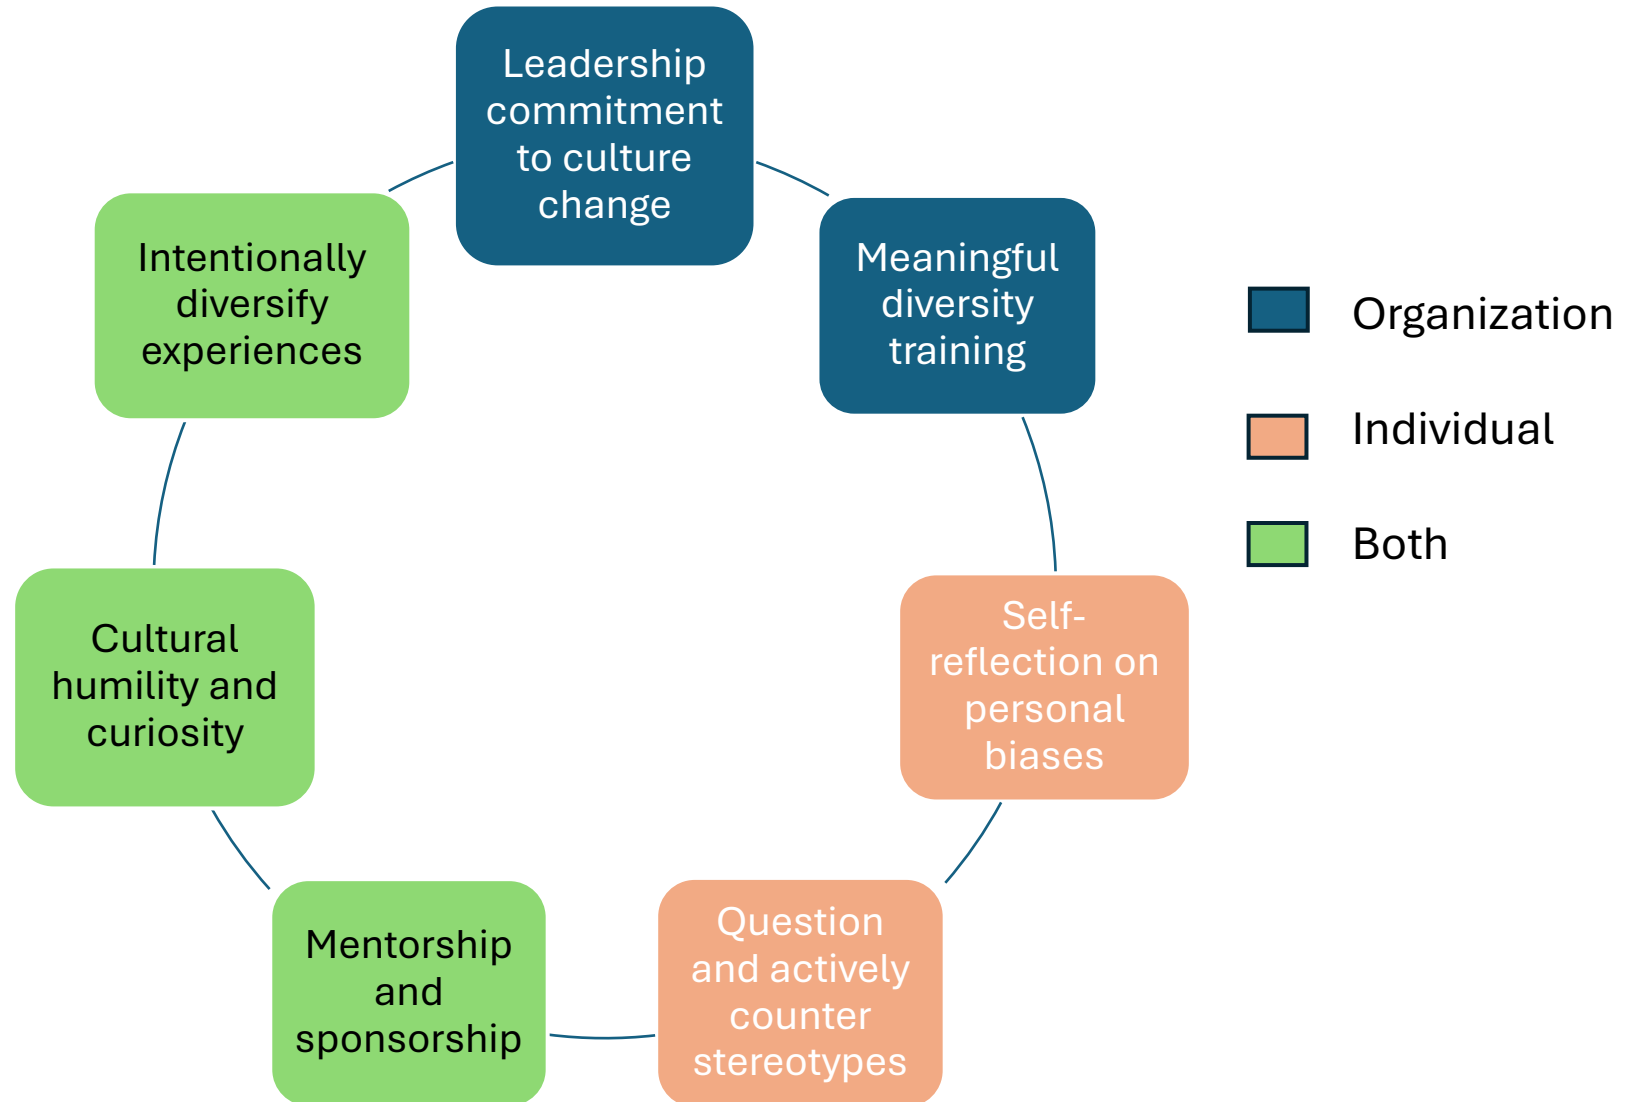 Leadership
commitment
to culture
change
Meaningful
diversity
training
Self-
reflection on
personal
biases
Question
and actively
counter
stereotypes
Mentorship
and
sponsorship
Cultural
humility and
curiosity
Intentionally
diversify
experiences
Organization
Individual
Both